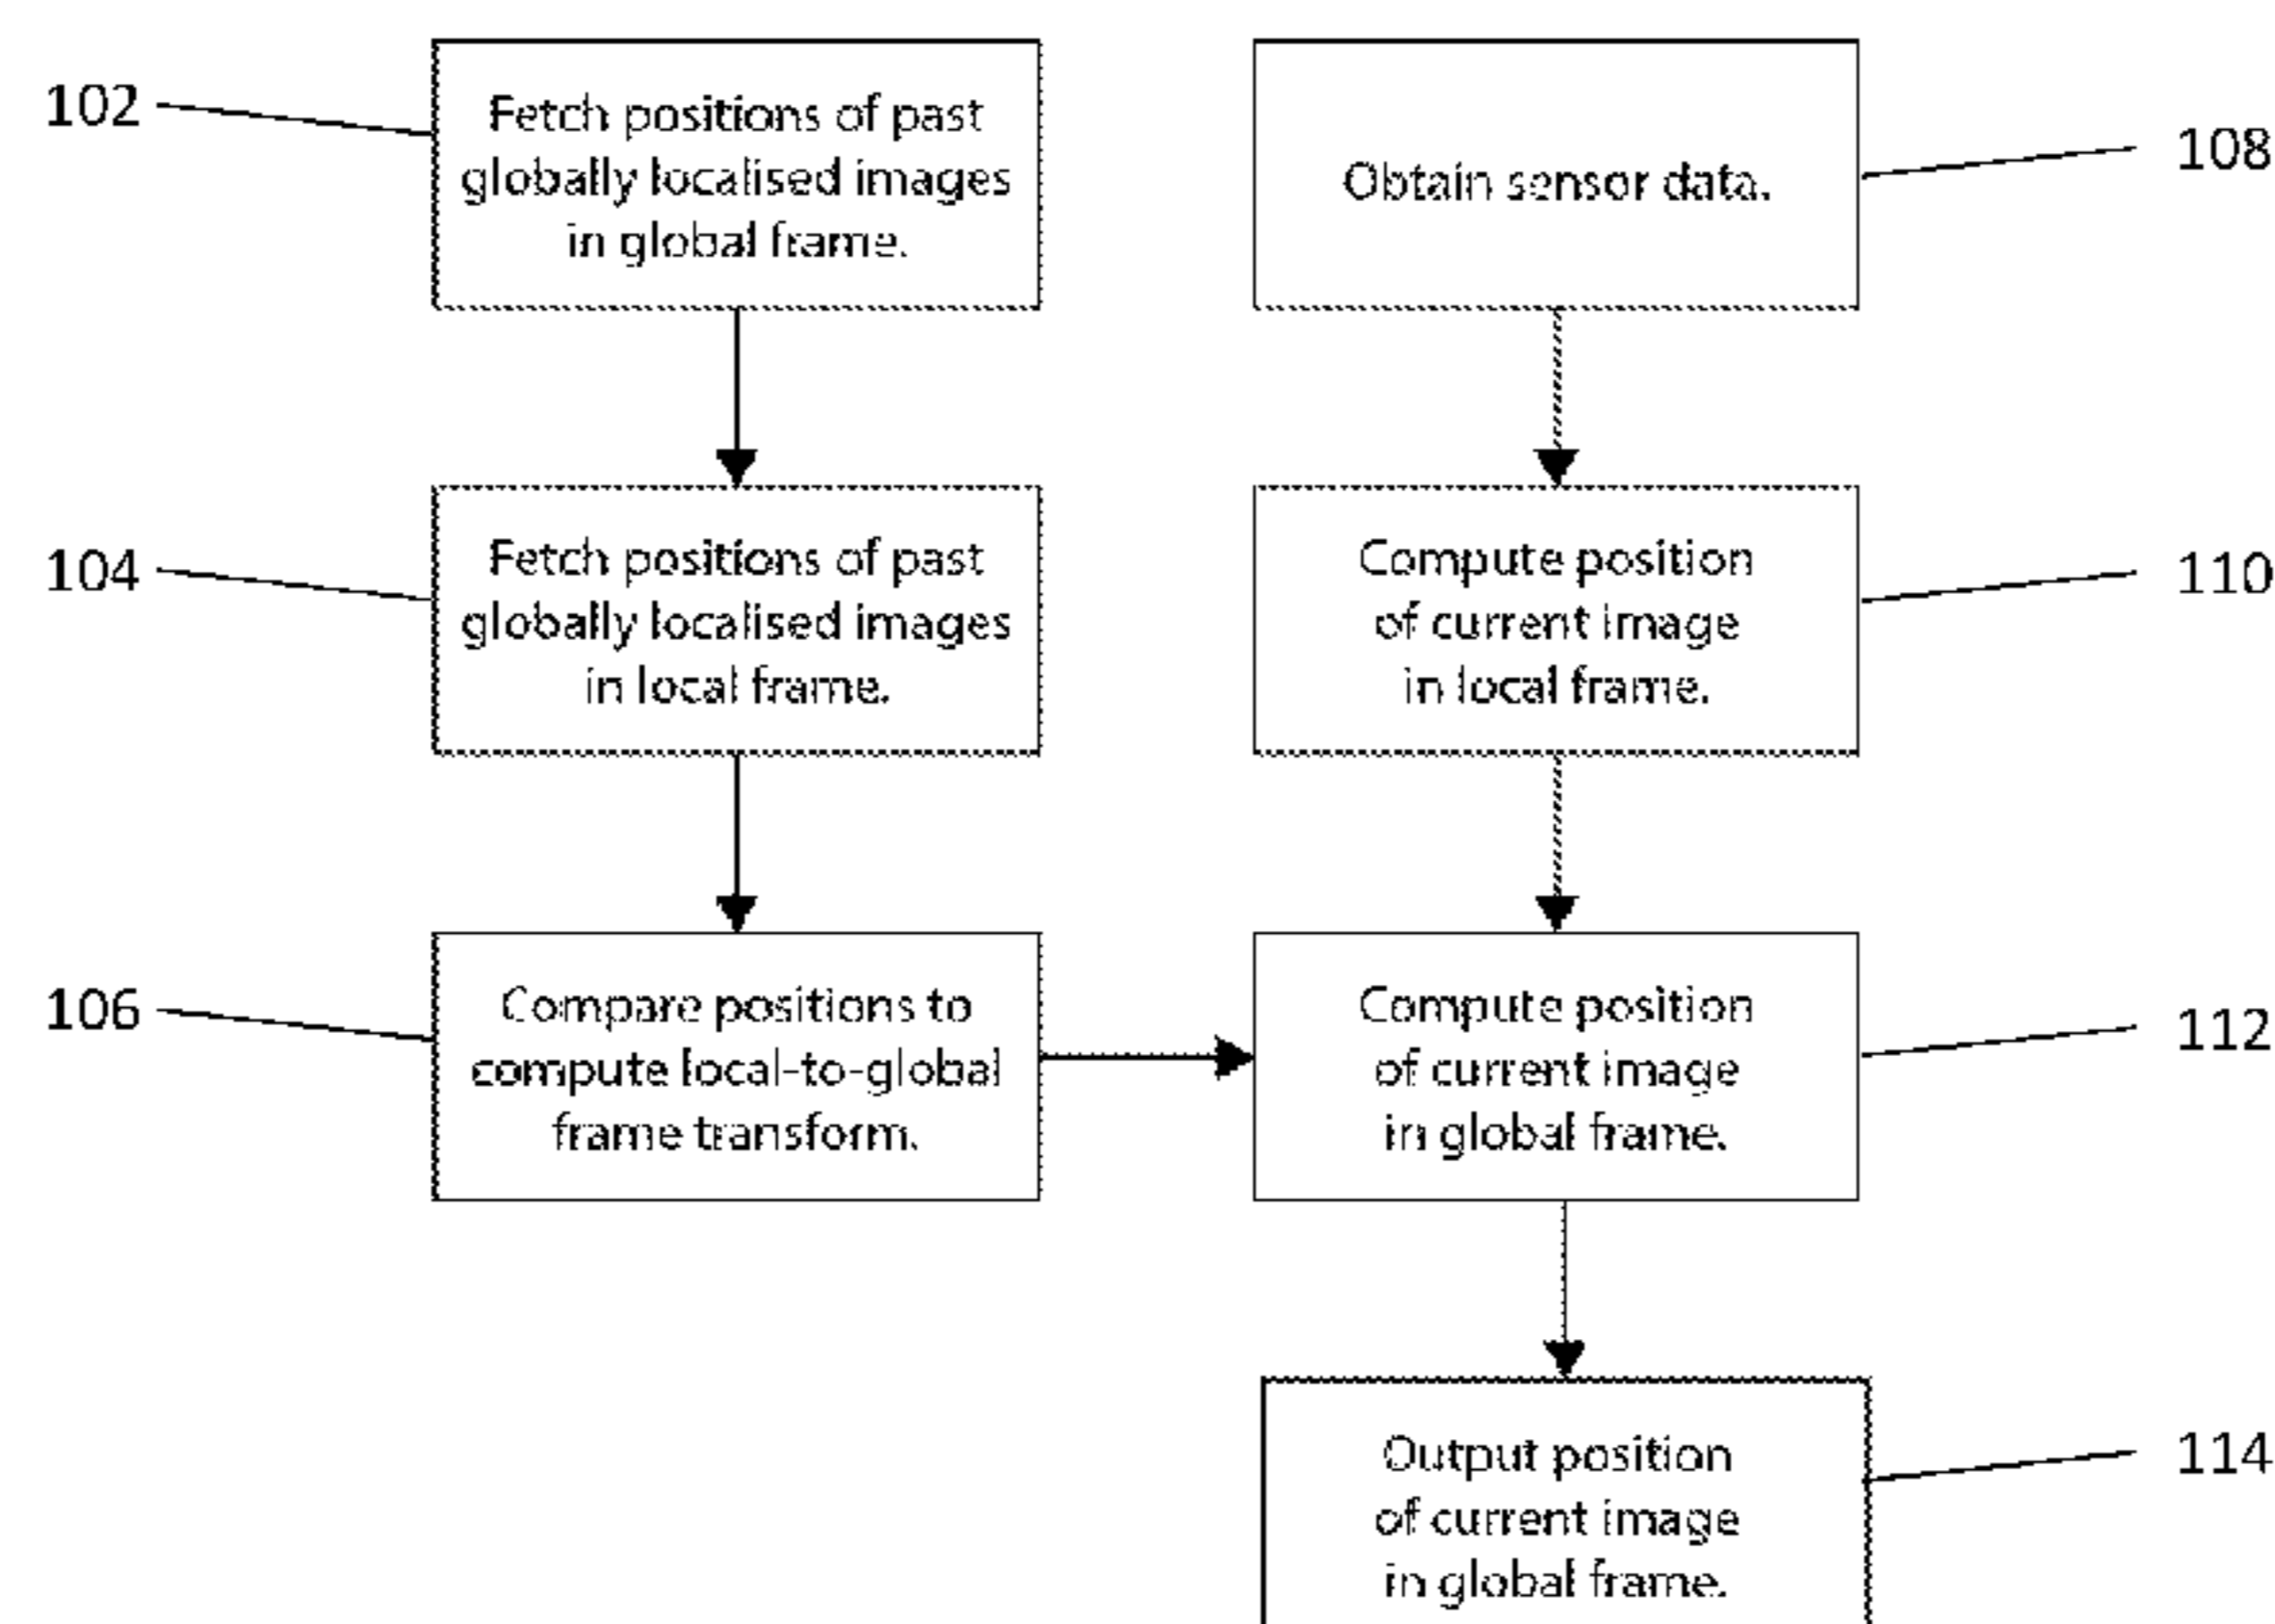 102
Fetch positions of past
globally localised images
in global frame.
Obtain sensor data.
108
104
Fetch positions of past
globally localised images
in local frame.
Compute position
of current image
in local frame.
110
106
Compare positions to
compute local-to-global
frame transform.
Compute position
of current image
in global frame.
112
Output position
of current image
in global frame.
114